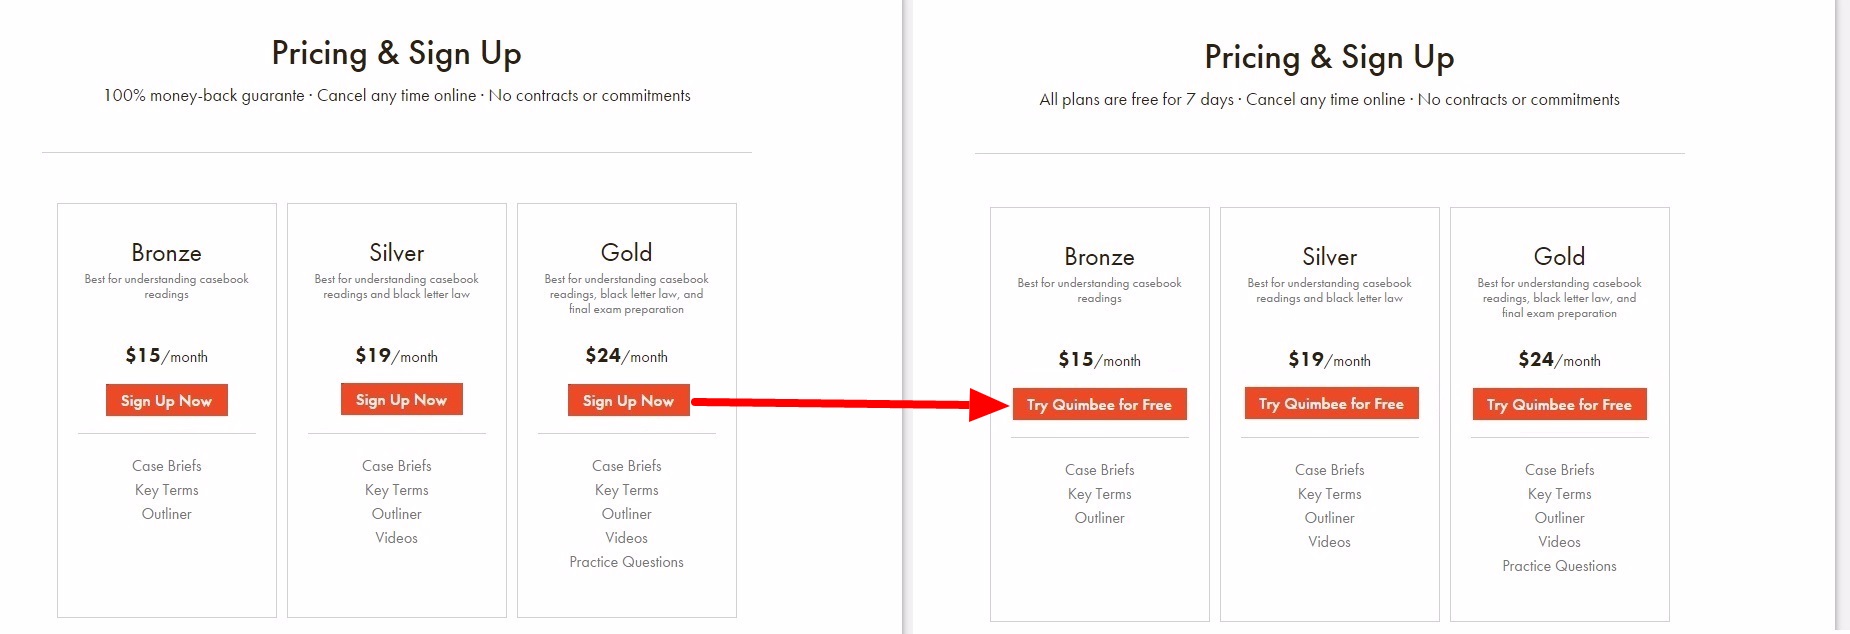 Pricing & Sign Up
100% money-back guarante · Cancel any time online · No contracts or commitments
Bronze
Best for understanding casebook
readings
$15/month
Sign Up Now
Case Briefs
Key Terms
Outliner
Silver
Best for understanding casebook
readings and black letter law
$19/month
Sign Up Now
Case Briefs
Key Terms
Outliner
Videos
Gold
Best for understanding casebook
readings, black letter law, and
final exam preparation
$24/month
Sign Up Now
Case Briefs
Key Terms
Outliner
Videos
Practice Questions
Pricing & Sign Up
All plans are free for 7 days · Cancel any time online · No contracts or commitments
Bronze
Best for understanding casebook
readings
$15/month
Try Quimbee for Free
Case Briefs
Key Terms
Outliner
Silver
Best for understanding casebook
readings and black letter law
$19/month
Try Quimbee for Free
Case Briefs
Key Terms
Outliner
Videos
Gold
Best for understanding casebook
readings, black letter law, and
final exam preparation
$24/month
Try Quimbee for Free
Case Briefs
Key Terms
Outliner
Videos
Practice Questions